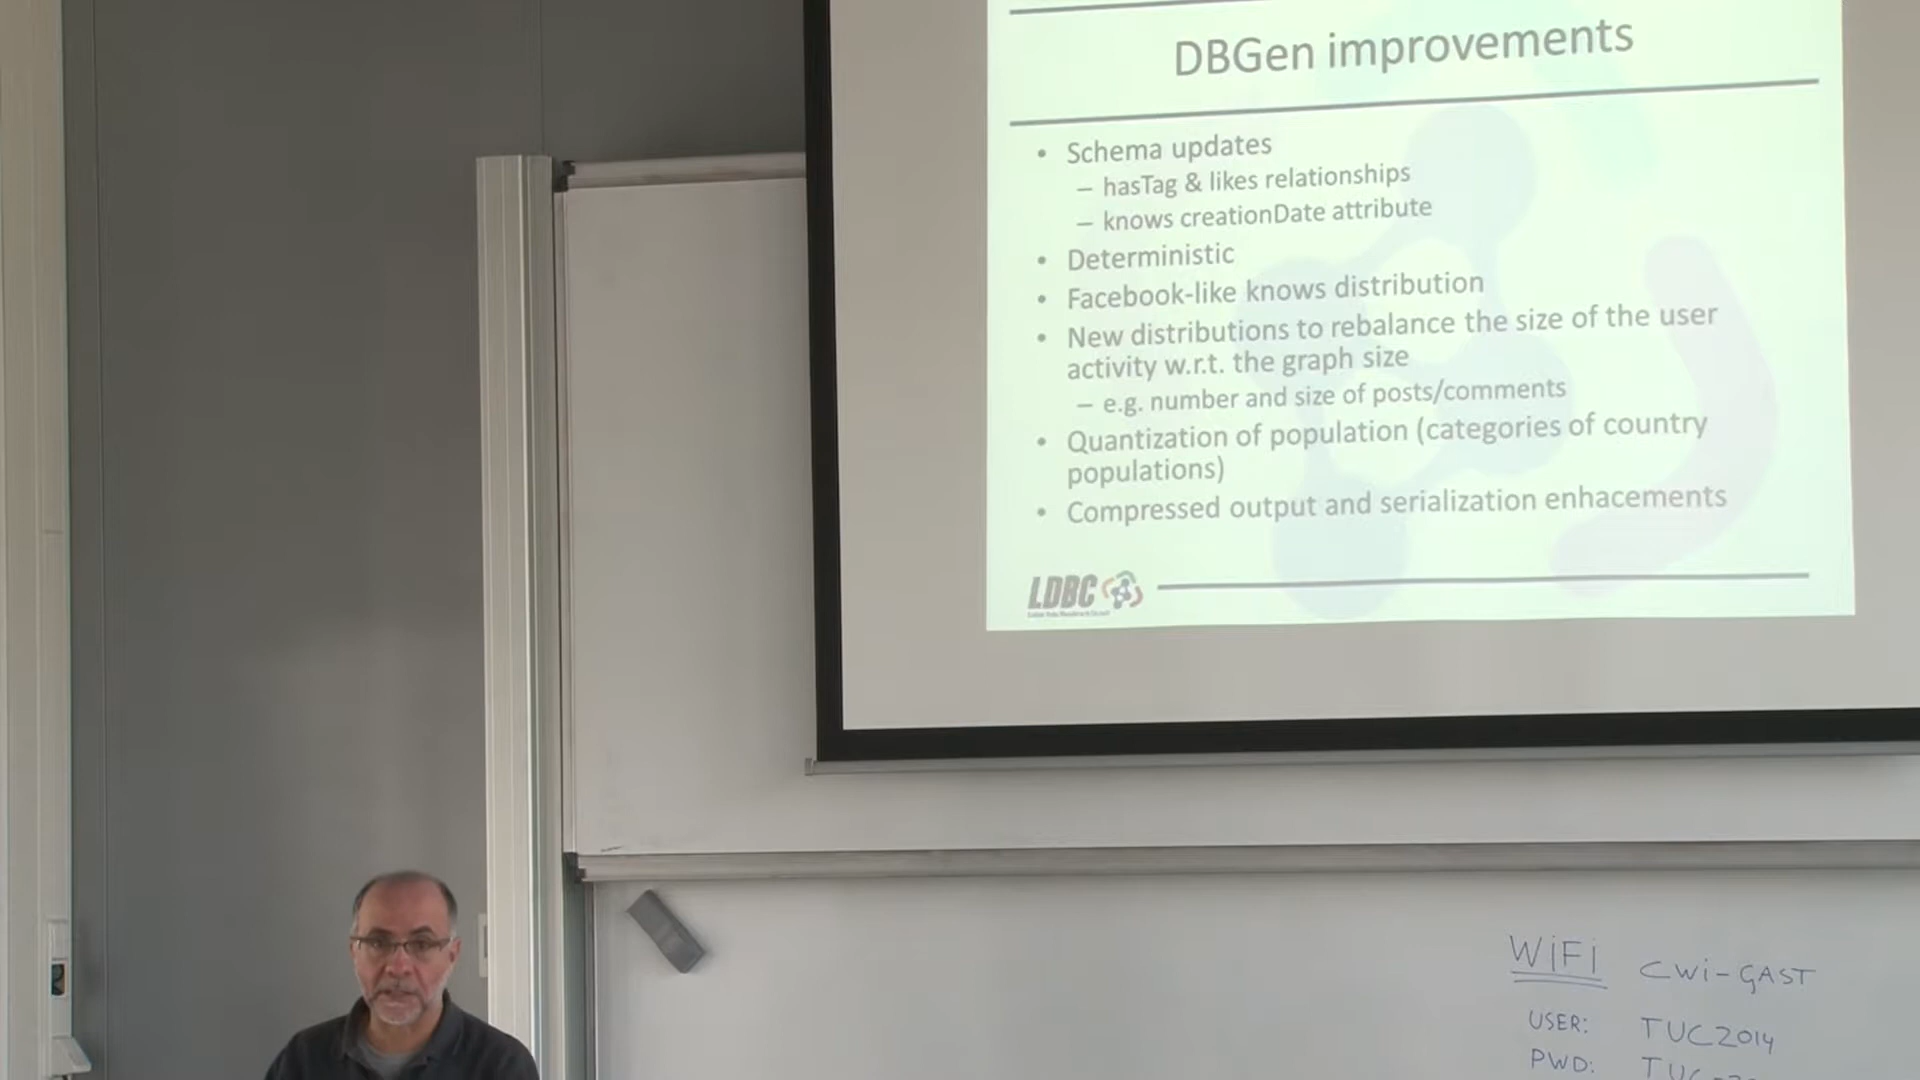 DBGen improvements
• Schema updates
– hasTag & likes relationships
– knows creationDate attribute
• Deterministic
• Facebook-like knows distribution
• New distributions to rebalance the size of the user
activity w.r.t. the graph size
– e.g. number and size of posts/comments
• Quantization of population (categories of country
populations)
• Compressed output and serialization enhacements
LDBC
WiFi CWi-GAST
USER: TUC2014
PWD: